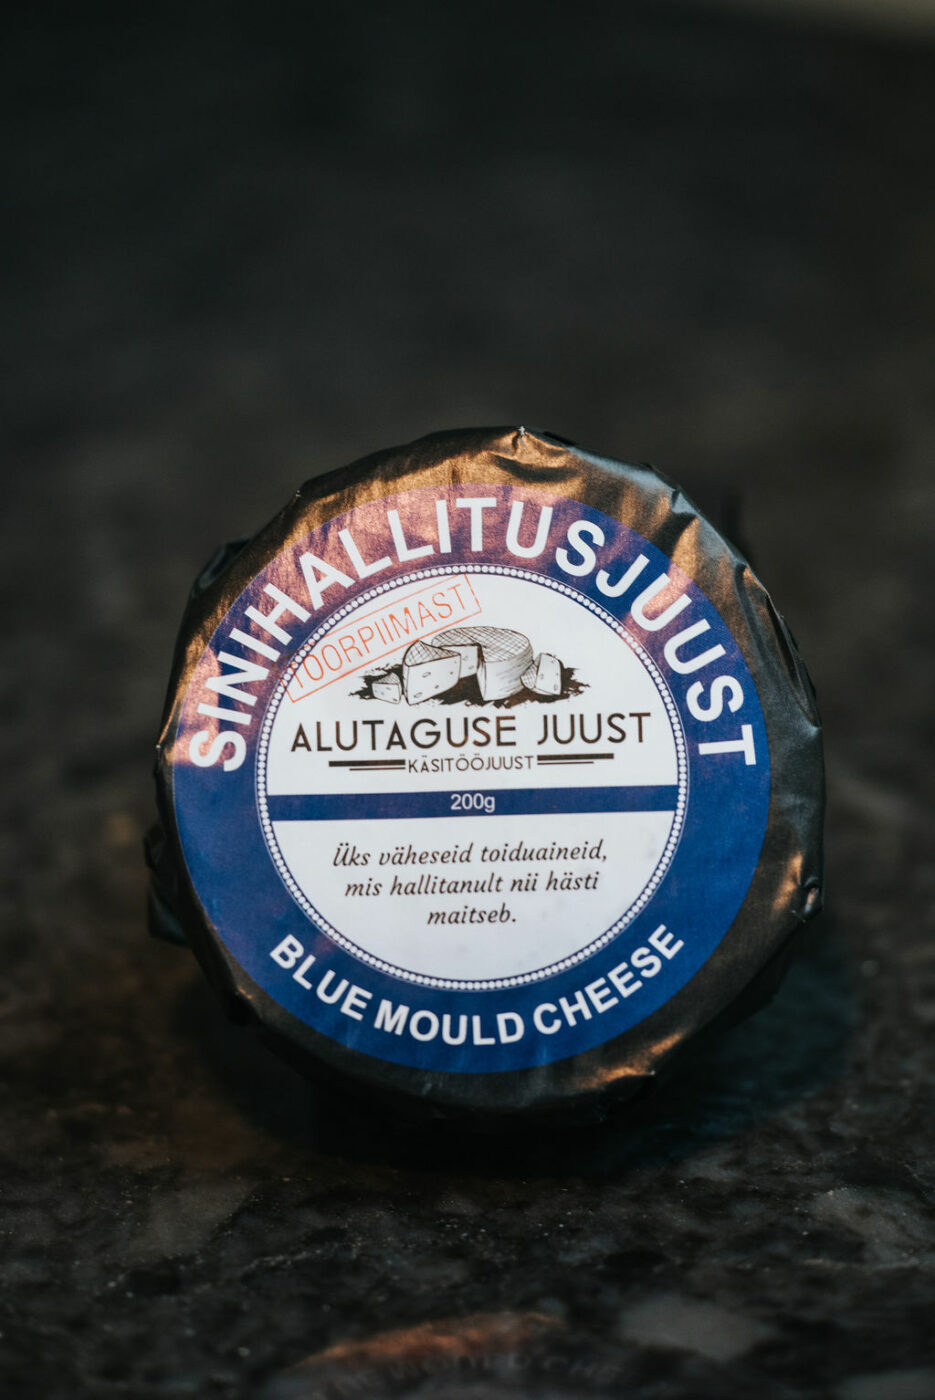 SINIHALLITUSJUUST
TOORPIIMAST
ALUTAGUSE JUUST
KÄSITÖÖJUUST
200g
Üks väheseid toiduaineid,
mis hallitanult nii hästi
maitseb.
BLUE MOULD CHEESE